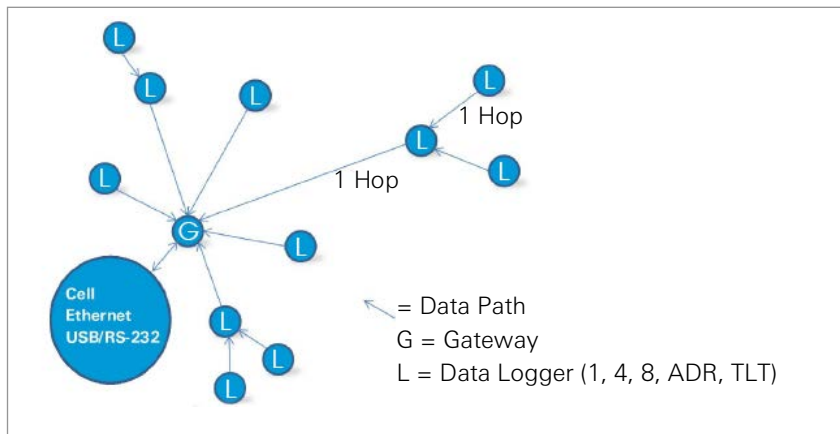 L
L
L
L
1 Hop
L
L
L
1 Hop
G
L
Cell
Ethernet
USB/RS-232
L
L
L
= Data Path
G = Gateway
L = Data Logger (1, 4, 8, ADR, TLT)